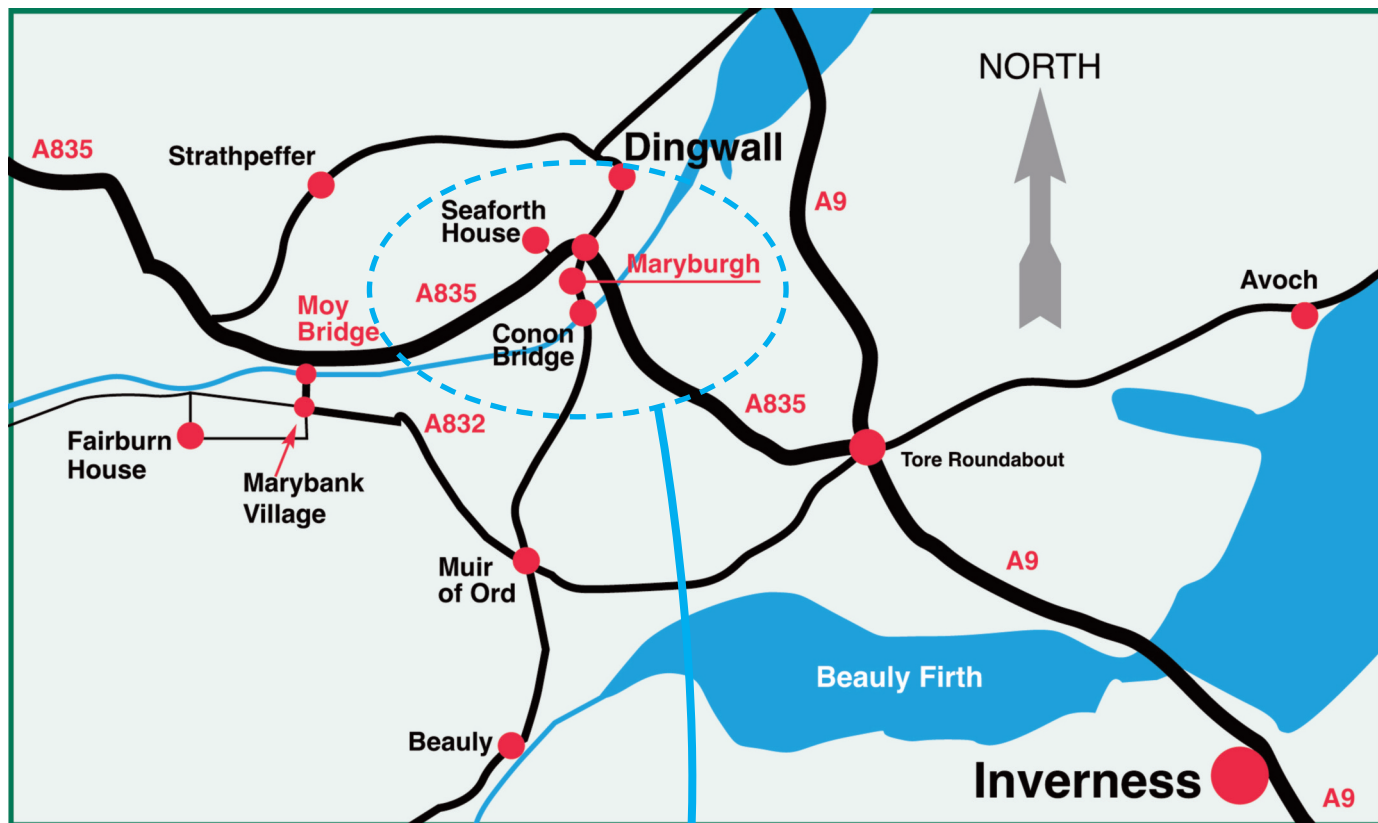 NORTH
A835
Strathpeffer
Dingwall
A9
Seaforth
House
Maryburgh
Avoch
A835
Moy
Bridge
Conon
Bridge
A835
A832
Fairburn
House
Tore Roundabout
Marybank
Village
A9
Muir
of Ord
Beauly Firth
Beauly
Inverness
A9